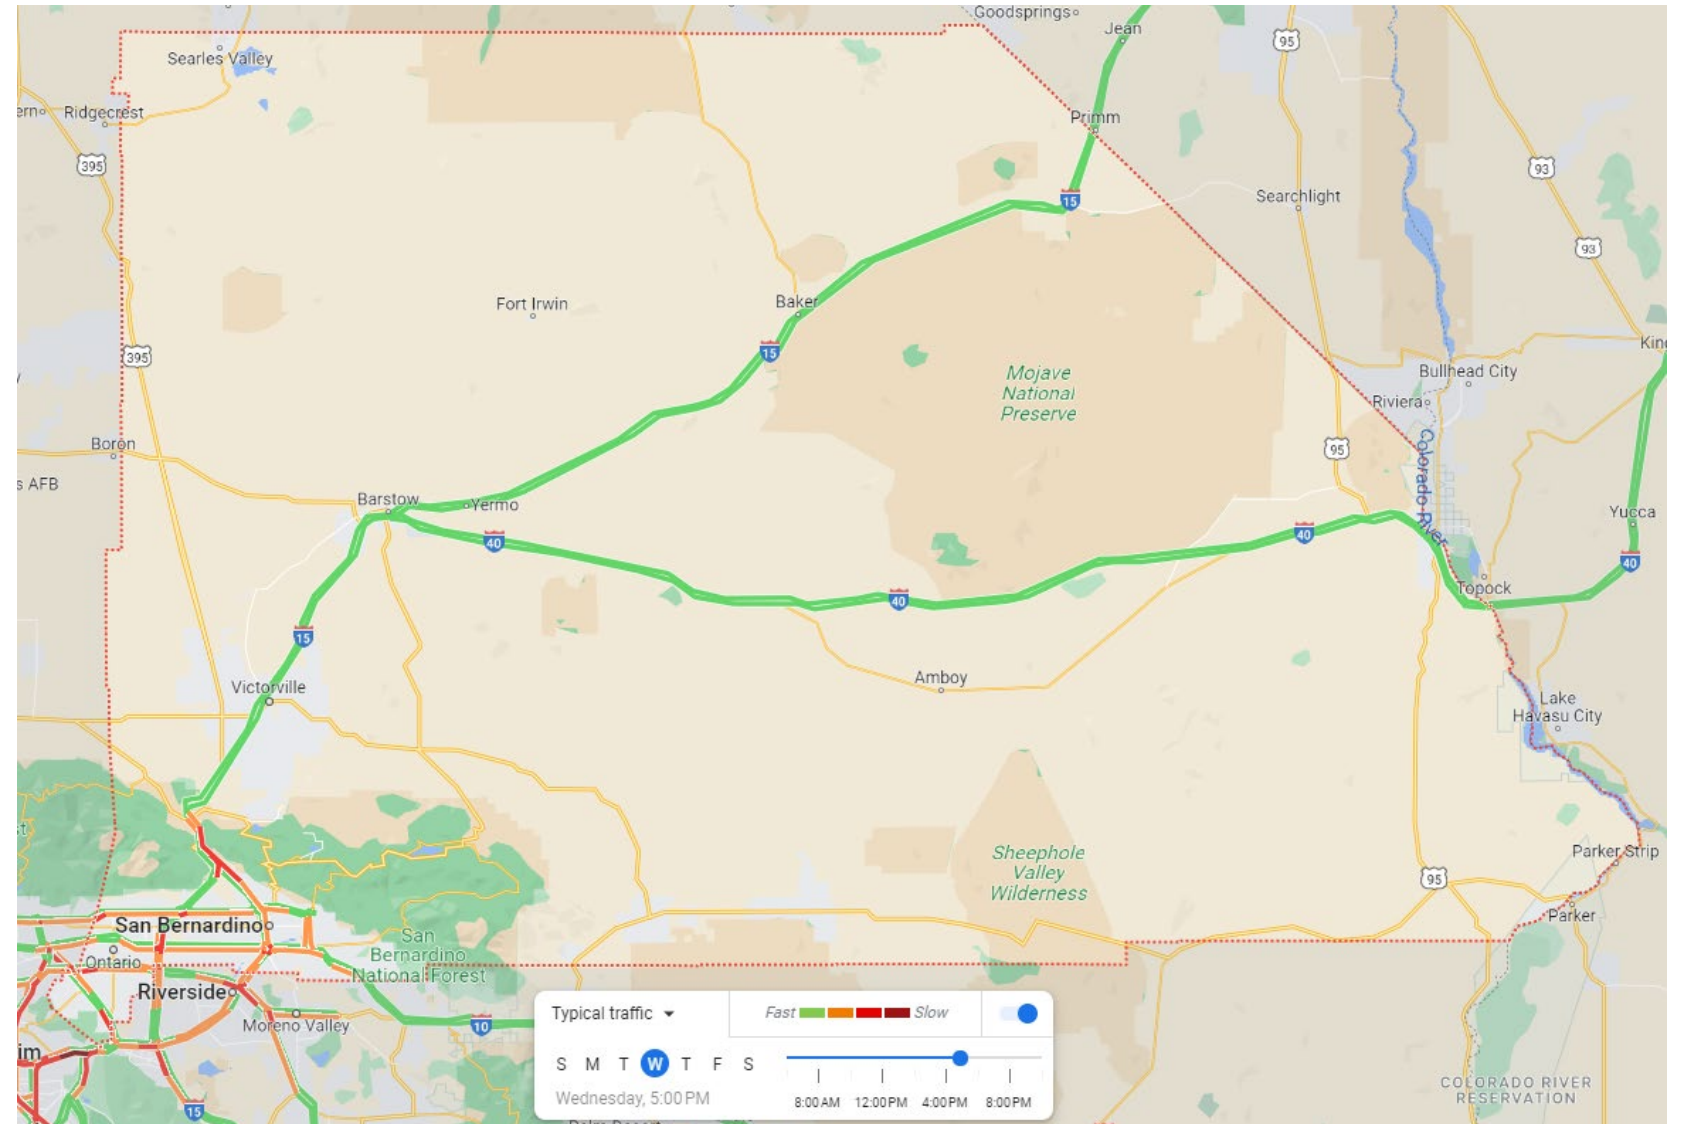 Goodsprings
Jean
95
Searles Valley
Ridgecrest
Primm
395
15
93
Searchlight
93
Fort Irwin
Baker
15
395
Mojave
National
Preserve
Bullhead City
Riviera
Boron
95
Colorado River
s AFB
Barstow
Yermo
40
40
Yucca
40
40
Topock
15
Amboy
Victorville
Lake
Havasu City
Sheephole
Valley
Wilderness
Parker Strip
95
Parker
San Bernardino
San
Bernardino
National Forest
Ontario
Riverside
Moreno Valley
10
15
COLORADO RIVER
RESERVATION
Typical traffic
Fast
Slow
S M T W T F S
Wednesday, 5:00 PM
8:00 AM 12:00 PM 4:00 PM 8:00 PM